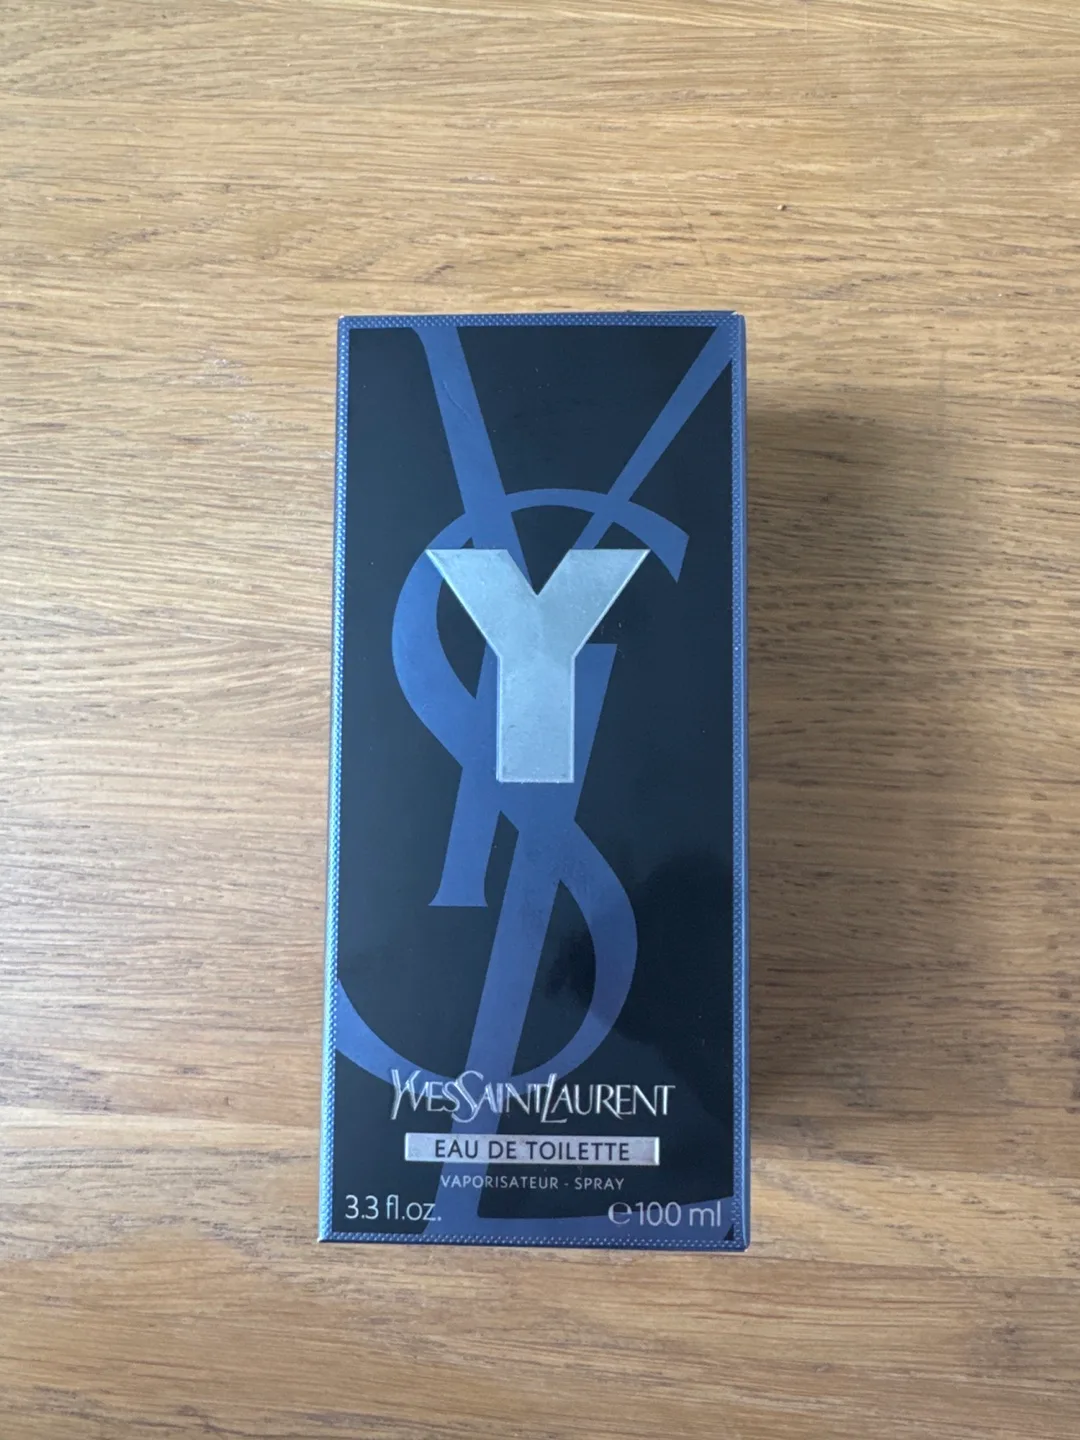 Y
YVESSAINTLAURENT
EAU DE TOILETTE
VAPORISATEUR - SPRAY
3.3 fl.oz. ℮100 ml